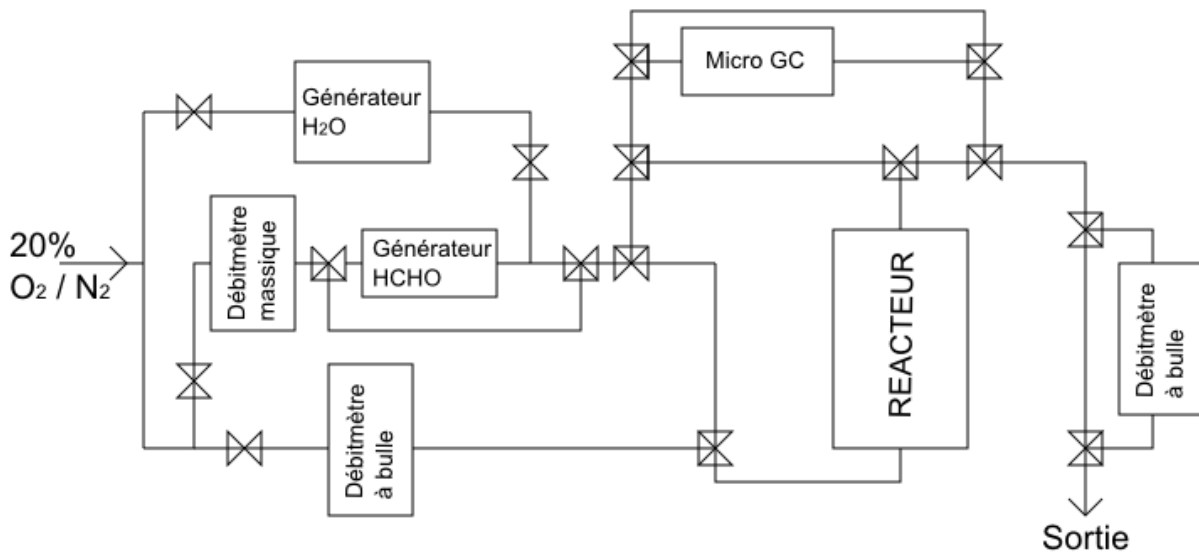 Micro GC
Générateur
H₂O
20%
O₂ / N₂
Débitmètre
massique
Générateur
HCHO
REACTEUR
Débitmètre
à bulle
Débitmètre
à bulle
Sortie